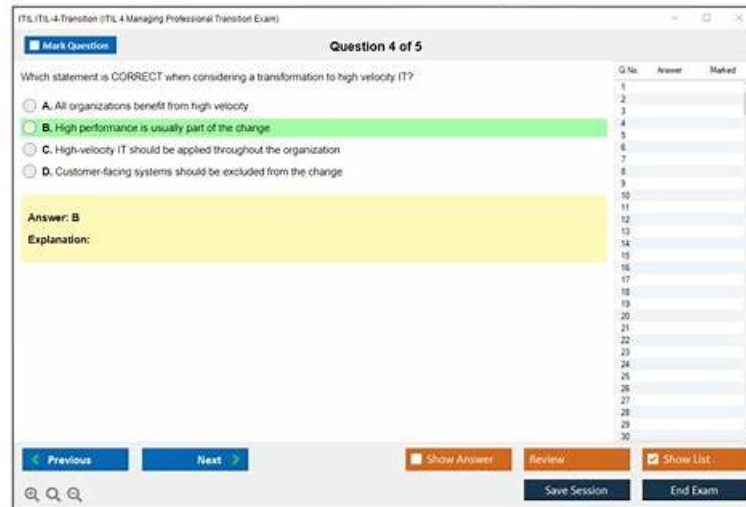 ITIL ITIL-4-Transition (ITIL 4 Managing Professional Transition Exam)
Mark Question
Question 4 of 5
Q.No. Answer Marked
Which statement is CORRECT when considering a transformation to high velocity IT?
A. All organizations benefit from high velocity
B. High performance is usually part of the change
C. High-velocity IT should be applied throughout the organization
D. Customer-facing systems should be excluded from the change
Answer: B
Explanation:
1
2
3
4
5
6
7
8
9
10
11
12
13
14
15
16
17
18
19
20
21
22
23
24
25
26
27
28
29
30
Previous
Next
Show Answer
Review
Show List
Save Session
End Exam